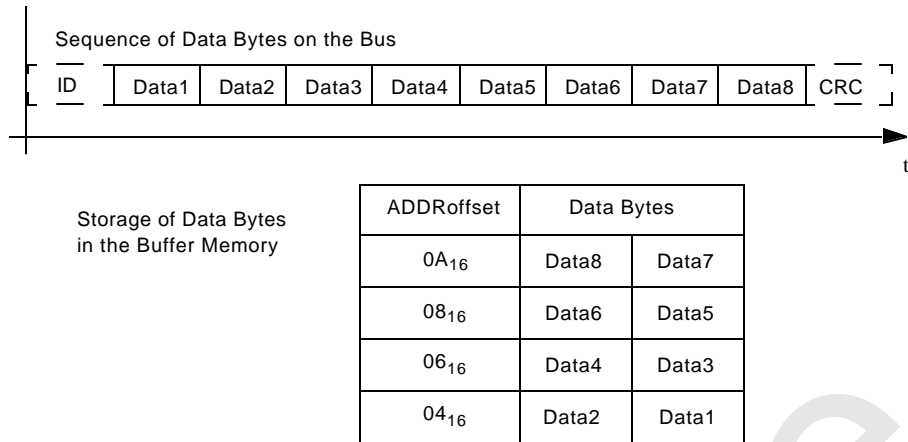 Sequence of Data Bytes on the Bus
ID Data1 Data2 Data3 Data4 Data5 Data6 Data7 Data8 CRC
t
Storage of Data Bytes
in the Buffer Memory
ADDRoffset Data Bytes
0A16 Data8 Data7
0816 Data6 Data5
0616 Data4 Data3
0416 Data2 Data1